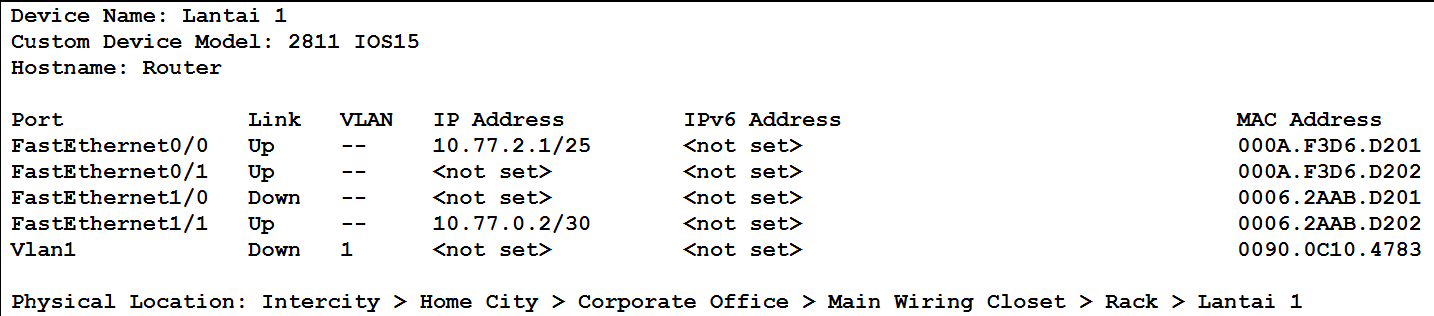 Device Name: Lantai 1
Custom Device Model: 2811 IOS15
Hostname: Router
Port Link VLAN IP Address IPv6 Address MAC Address
FastEthernet0/0 Up -- 10.77.2.1/25 <not set> 000A.F3D6.D201
FastEthernet0/1 Up -- <not set> <not set> 000A.F3D6.D202
FastEthernet1/0 Down -- <not set> <not set> 0006.2AAB.D201
FastEthernet1/1 Up -- 10.77.0.2/30 <not set> 0006.2AAB.D202
Vlan1 Down 1 <not set> <not set> 0090.0C10.4783
Physical Location: Intercity > Home City > Corporate Office > Main Wiring Closet > Rack > Lantai 1